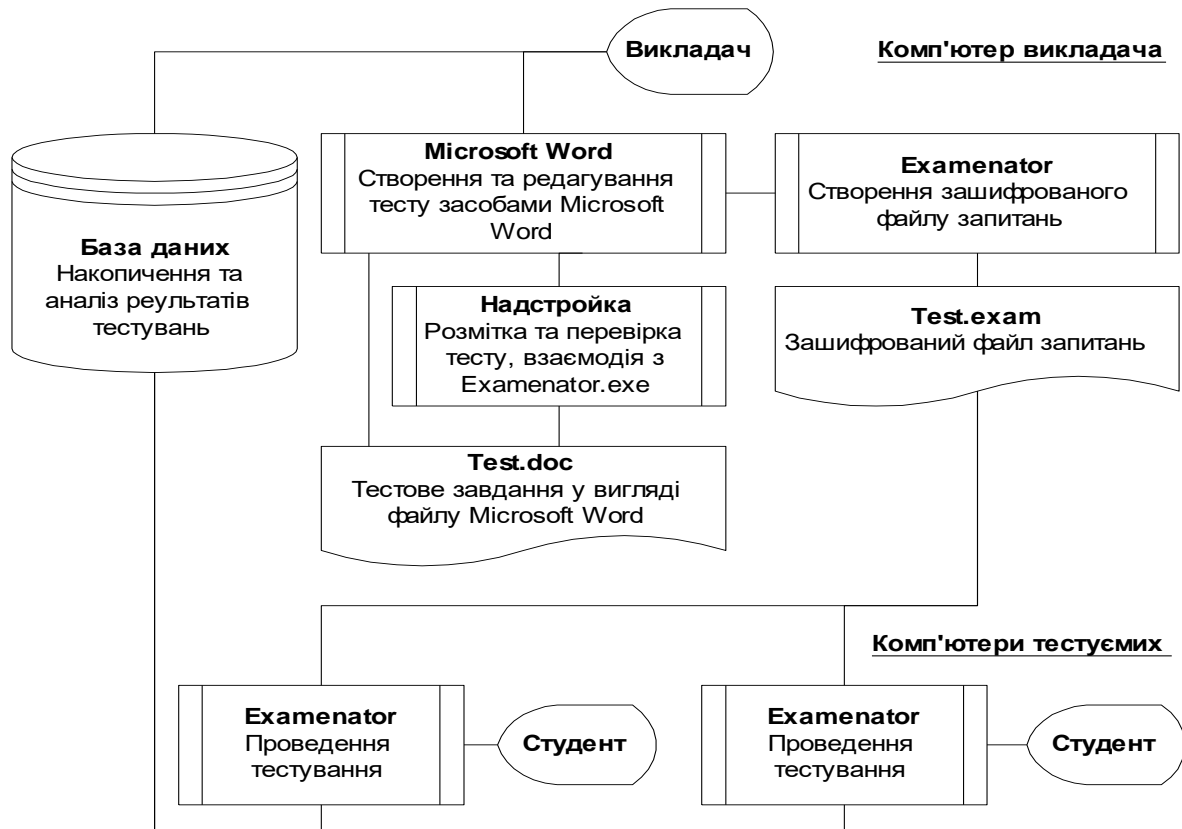 Викладач
Комп'ютер викладача
Microsoft Word
Створення та редагування
тесту засобами Microsoft
Word
Examenator
Створення зашифрованого
файлу запитань
База даних
Накопичення та
аналіз реультатів
тестувань
Надстройка
Розмітка та перевірка
тесту, взаємодія з
Examenator.exe
Test.exam
Зашифрований файл запитань
Test.doc
Тестове завдання у вигляді
файлу Microsoft Word
Комп'ютери тестуємих
Examenator
Проведення
тестування
Студент
Examenator
Проведення
тестування
Студент